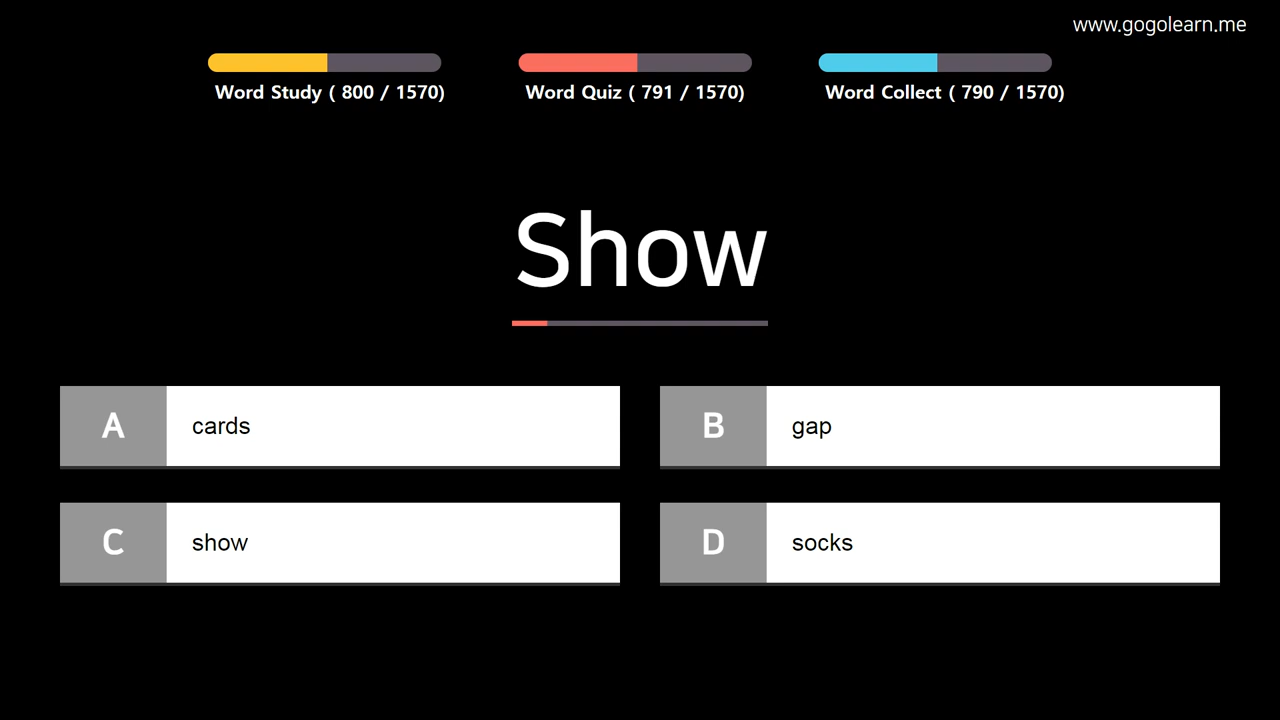 www.gogolearn.me
Word Study ( 800 / 1570)
Word Quiz ( 791 / 1570)
Word Collect ( 790 / 1570)
Show
A cards
B gap
C show
D socks